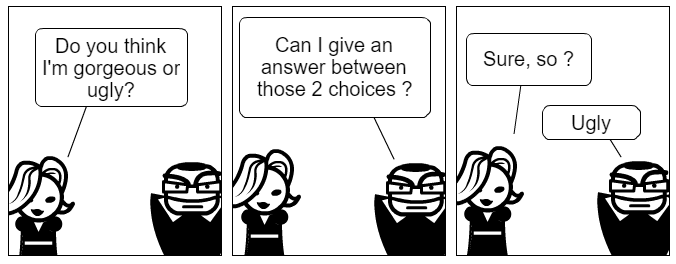 Do you think
I'm gorgeous or
ugly?
Can I give an
answer between
those 2 choices ?
Sure, so ?
Ugly